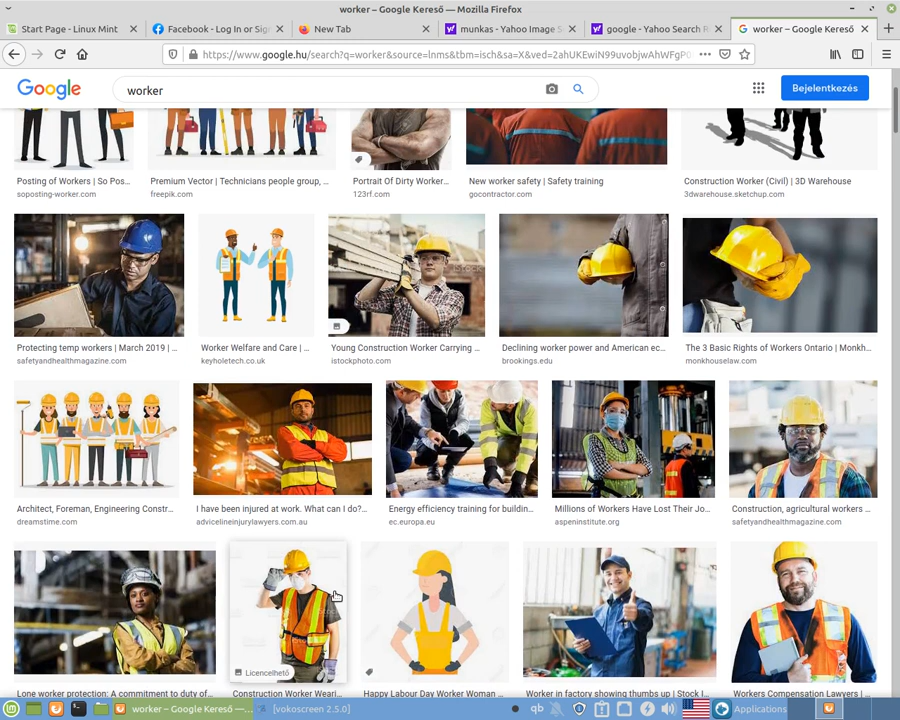 worker – Google Kereső — Mozilla Firefox
Start Page - Linux Mint
Facebook - Log In or Sig
New Tab
munkas - Yahoo Image S
google - Yahoo Search R
worker – Google Kereső
https://www.google.hu/search?q=worker&source=lnms&tbm=isch&sa=X&ved=2ahUKEwiN99uvobjwAhWFgP0
Google
worker
Bejelentkezés
Posting of Workers | So Pos...
soposting-worker.com
Premium Vector | Technicians people group, ...
freepik.com
Portrait Of Dirty Worker...
123rf.com
New worker safety | Safety training
gocontractor.com
Construction Worker (Civil) | 3D Warehouse
3dwarehouse.sketchup.com
Protecting temp workers | March 2019 | ...
safetyandhealthmagazine.com
Worker Welfare and Care | ...
keyholetech.co.uk
Young Construction Worker Carrying ...
istockphoto.com
Declining worker power and American ec...
brookings.edu
The 3 Basic Rights of Workers Ontario | Monkh...
monkhouselaw.com
Architect, Foreman, Engineering Constr...
dreamstime.com
I have been injured at work. What can I do?...
advicelineinjurylawyers.com.au
Energy efficiency training for buildin...
ec.europa.eu
Millions of Workers Have Lost Their Jo...
aspeninstitute.org
Construction, agricultural workers ...
safetyandhealthmagazine.com
Licencelhető
Lone worker protection: A commitment to duty of...
Construction Worker Weari...
Happy Labour Day Worker Woman ...
Worker in factory showing thumbs up | Stock I...
Workers Compensation Lawyers | ...
worker – Google Kereső — ...
[vokoscreen 2.5.0]
qb
Applications